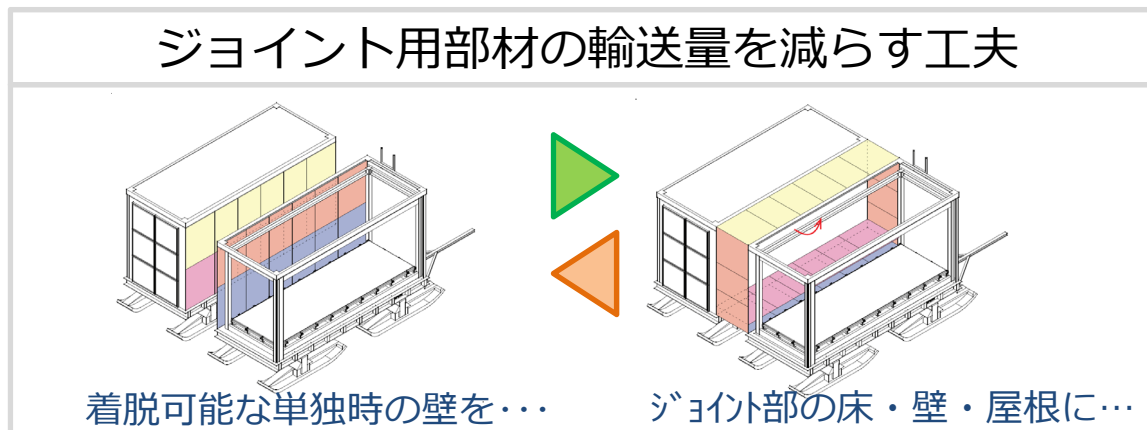 ジョイント用部材の輸送量を減らす工夫
着脱可能な単独時の壁を・・・
ｼﾞｮｲﾝﾄ部の床・壁・屋根に…